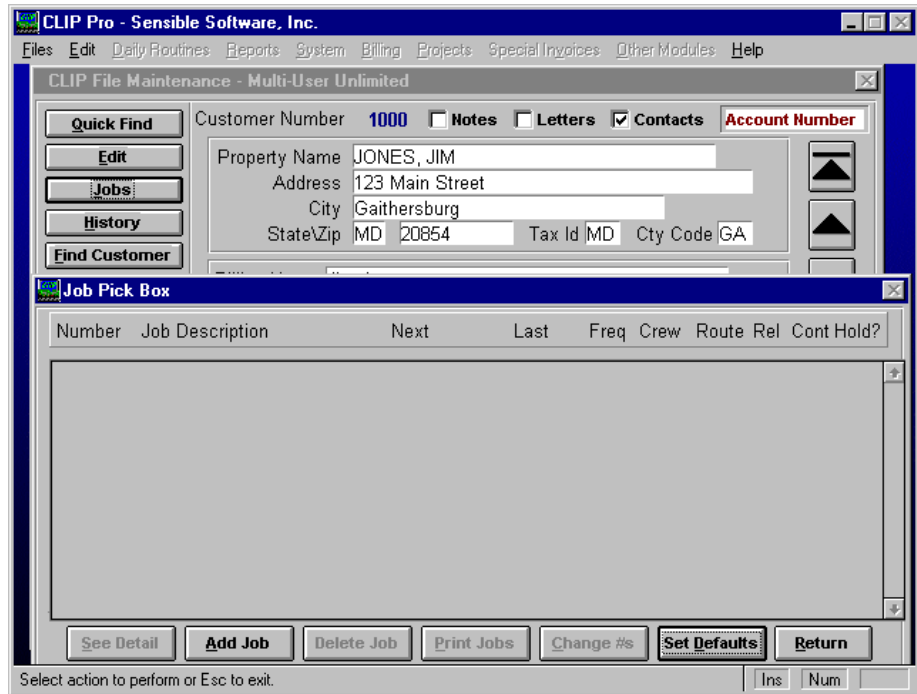 CLIP Pro - Sensible Software, Inc.
Files Edit Daily Routines Reports System Billing Projects Special Invoices Other Modules Help
CLIP File Maintenance - Multi-User Unlimited
Quick Find
Customer Number 1000 Notes Letters Contacts Account Number
Edit
Property Name JONES, JIM
Jobs
Address 123 Main Street
History
City Gaithersburg
State\Zip MD 20854 Tax Id MD Cty Code GA
Find Customer
Job Pick Box
Number Job Description Next Last Freq Crew Route Rel Cont Hold?
See Detail Add Job Delete Job Print Jobs Change #s Set Defaults Return
Select action to perform or Esc to exit. Ins Num